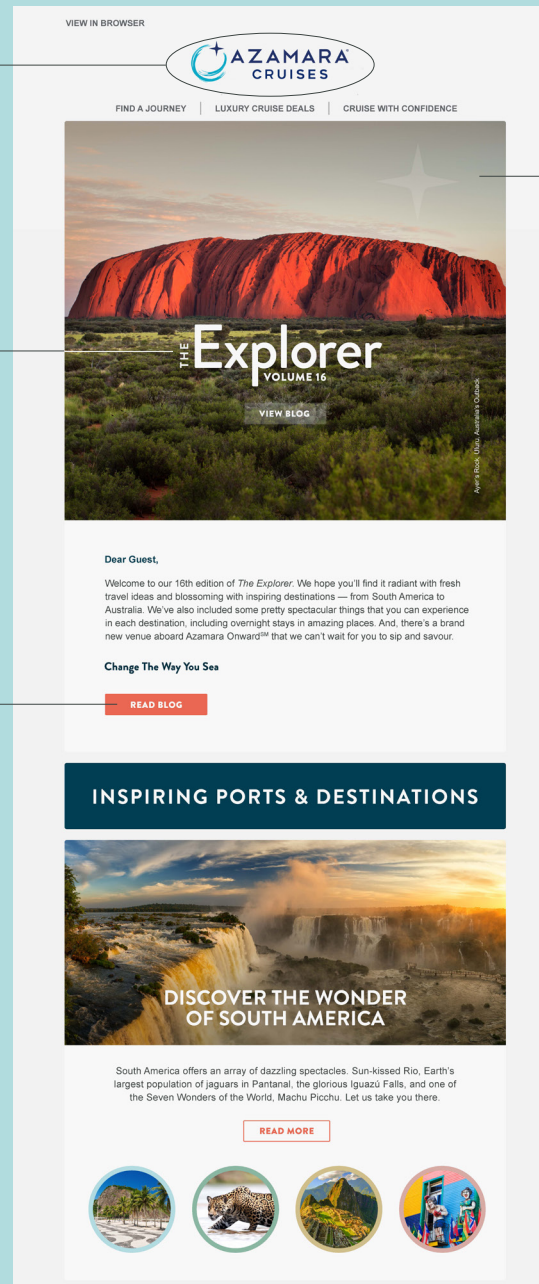 VIEW IN BROWSER
AZAMARA
CRUISES
FIND A JOURNEY | LUXURY CRUISE DEALS | CRUISE WITH CONFIDENCE
THE Explorer
VOLUME 16
VIEW BLOG
Ayer's Rock, Uluru, Australia's Outback
Dear Guest,
Welcome to our 16th edition of The Explorer. We hope you'll find it radiant with fresh
travel ideas and blossoming with inspiring destinations — from South America to
Australia. We've also included some pretty spectacular things that you can experience
in each destination, including overnight stays in amazing places. And, there's a brand
new venue aboard Azamara Onward℠ that we can't wait for you to sip and savour.
Change The Way You Sea
READ BLOG
INSPIRING PORTS & DESTINATIONS
DISCOVER THE WONDER
OF SOUTH AMERICA
South America offers an array of dazzling spectacles. Sun-kissed Rio, Earth's
largest population of jaguars in Pantanal, the glorious Iguazú Falls, and one of
the Seven Wonders of the World, Machu Picchu. Let us take you there.
READ MORE